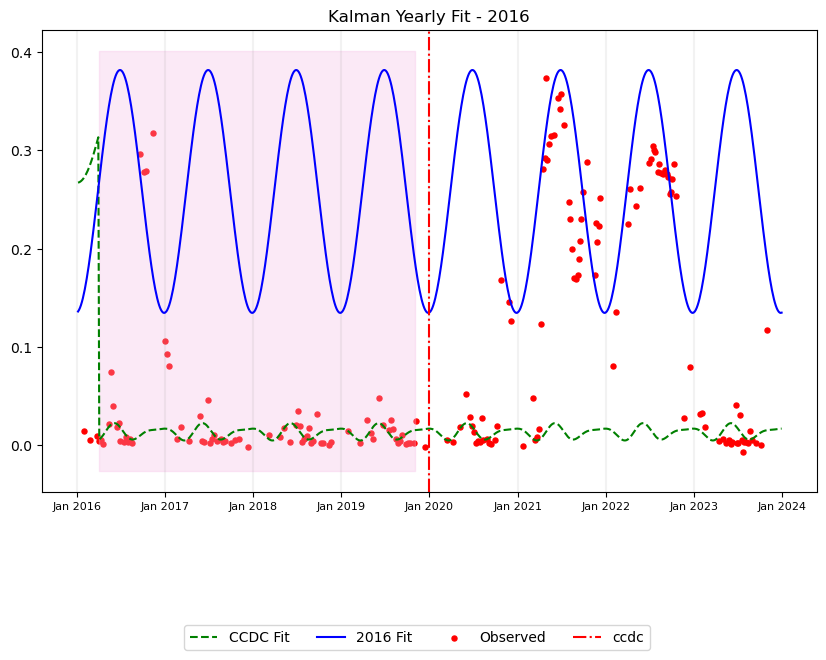 Kalman Yearly Fit - 2016
0.4
0.3
0.2
0.1
0.0
Jan 2016 Jan 2017 Jan 2018 Jan 2019 Jan 2020 Jan 2021 Jan 2022 Jan 2023 Jan 2024
CCDC Fit 2016 Fit Observed ccdc